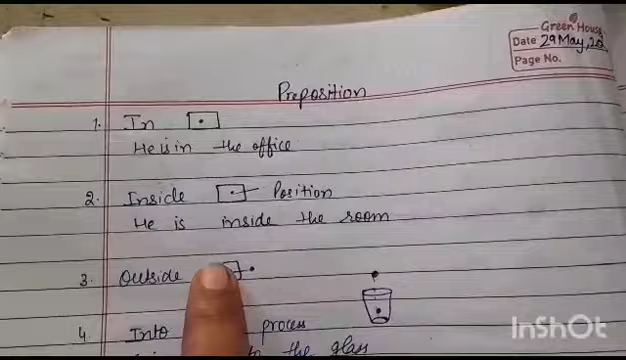 Green House
Date 29 May, 20
Page No.
Preposition
1. In
He is in the office
2. Inside Position
He is inside the room
3. Outside
4. Into process
to the glass
InShOt